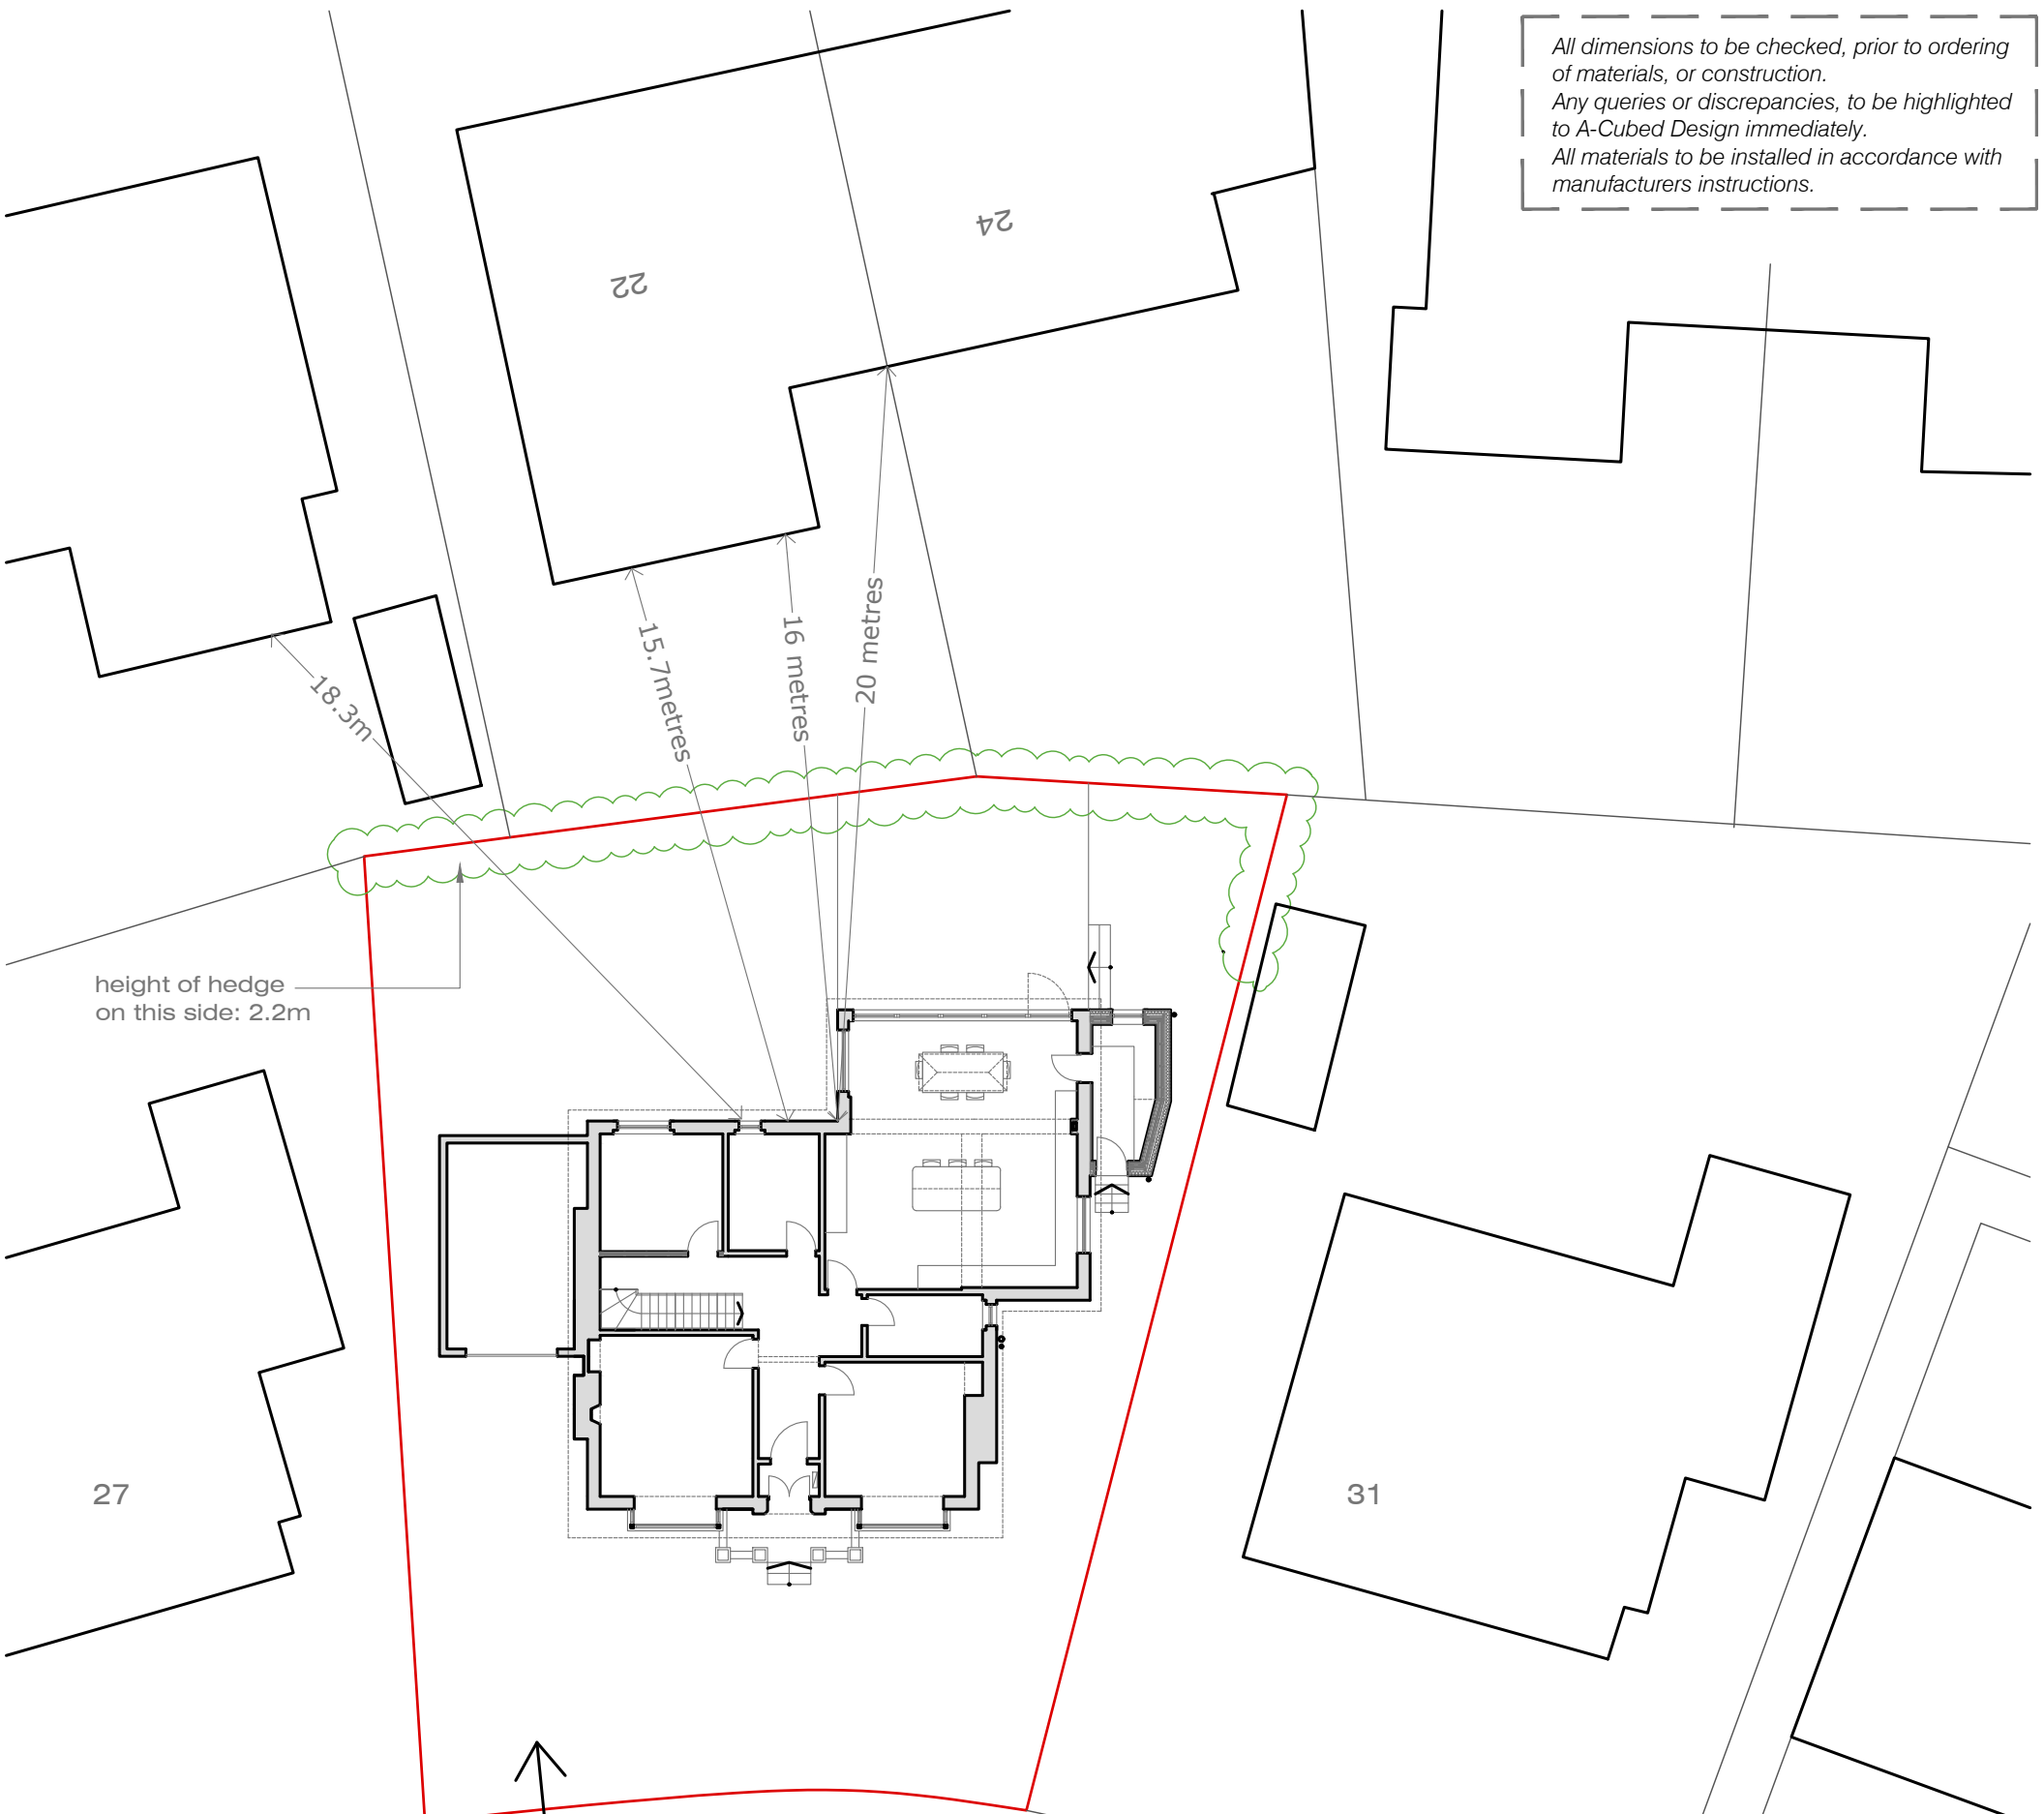 All dimensions to be checked, prior to ordering
of materials, or construction.
Any queries or discrepancies, to be highlighted
to A-Cubed Design immediately.
All materials to be installed in accordance with
manufacturers instructions.
24
22
18.3m
15.7metres
16 metres
20 metres
height of hedge
on this side: 2.2m
27
31